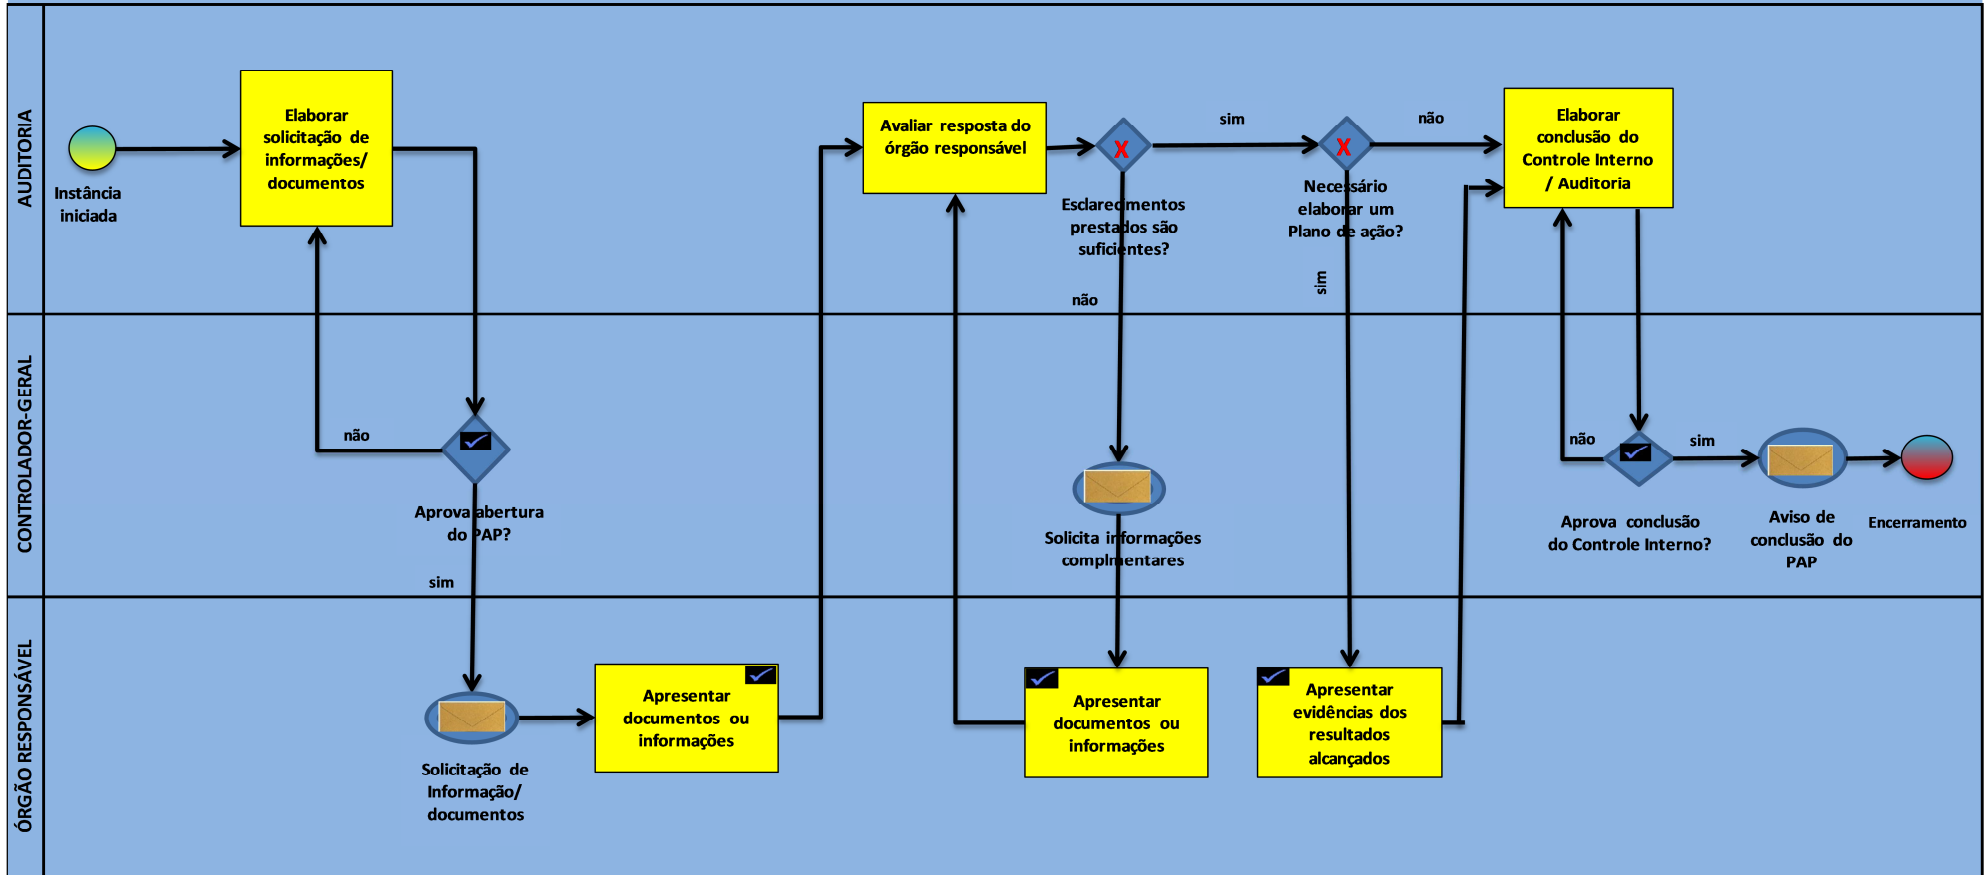 AUDITORIA
Instância
iniciada
Elaborar
solicitação de
informações/
documentos
Avaliar resposta do
órgão responsável
Esclarecimentos
prestados são
suficientes?
sim
não
Necessário
elaborar um
Plano de ação?
não
sim
Elaborar
conclusão do
Controle Interno
/ Auditoria
CONTROLADOR-GERAL
não
Aprova abertura
do PAP?
sim
Solicita informações
complmentares
não
sim
Aprova conclusão
do Controle Interno?
Aviso de
conclusão do
PAP
Encerramento
ÓRGÃO RESPONSÁVEL
Solicitação de
Informação/
documentos
Apresentar
documentos ou
informações
Apresentar
documentos ou
informações
Apresentar
evidências dos
resultados
alcançados